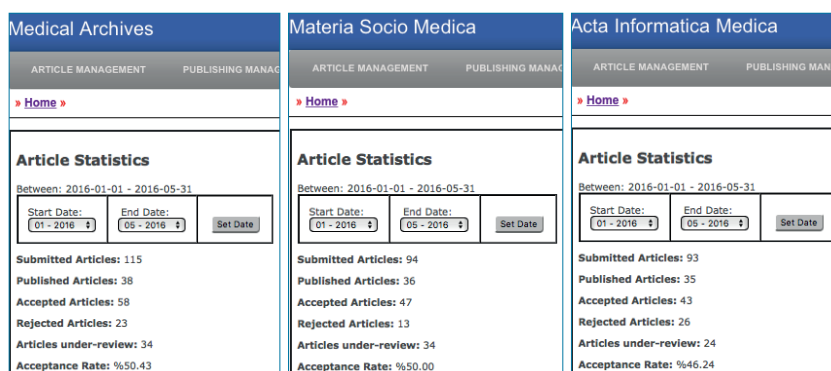 Medical Archives
ARTICLE MANAGEMENT PUBLISHING MANAG
» Home »
Article Statistics
Between: 2016-01-01 - 2016-05-31
Start Date: End Date:
01 - 2016 05 - 2016 Set Date
Submitted Articles: 115
Published Articles: 38
Accepted Articles: 58
Rejected Articles: 23
Articles under-review: 34
Acceptance Rate: %50.43
Materia Socio Medica
ARTICLE MANAGEMENT PUBLISHING MANAG
» Home »
Article Statistics
Between: 2016-01-01 - 2016-05-31
Start Date: End Date:
01 - 2016 05 - 2016 Set Date
Submitted Articles: 94
Published Articles: 36
Accepted Articles: 47
Rejected Articles: 13
Articles under-review: 34
Acceptance Rate: %50.00
Acta Informatica Medica
ARTICLE MANAGEMENT PUBLISHING MAN
» Home »
Article Statistics
Between: 2016-01-01 - 2016-05-31
Start Date: End Date:
01 - 2016 05 - 2016 Set Date
Submitted Articles: 93
Published Articles: 35
Accepted Articles: 43
Rejected Articles: 26
Articles under-review: 24
Acceptance Rate: %46.24